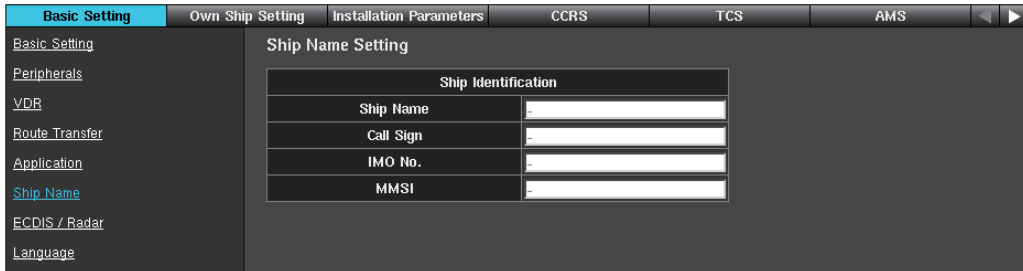 Basic Setting Own Ship Setting Installation Parameters CCRS TCS AMS
Basic Setting
Peripherals
VDR
Route Transfer
Application
Ship Name
ECDIS / Radar
Language
Ship Name Setting
Ship Identification
Ship Name -
Call Sign -
IMO No. -
MMSI -